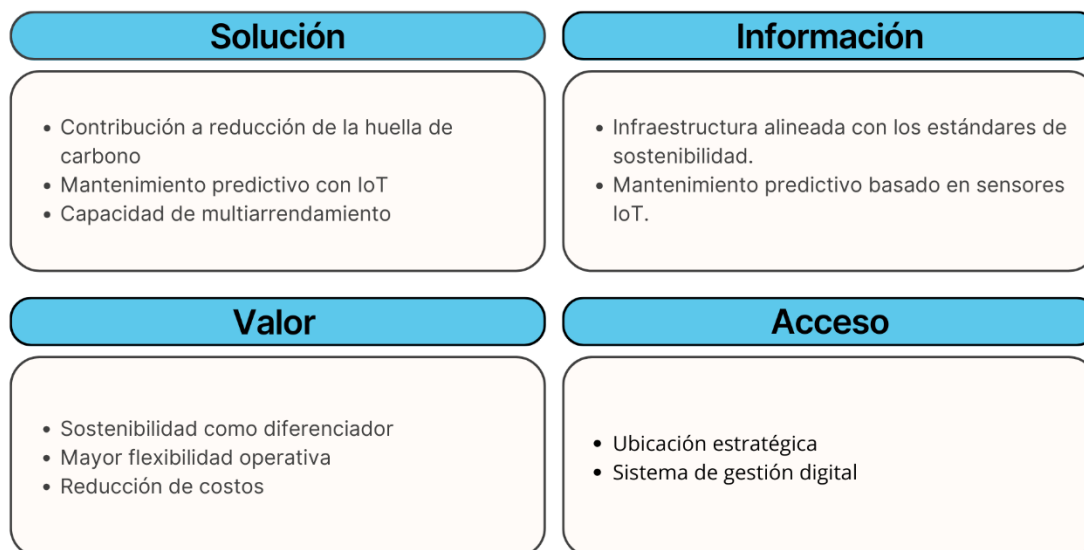 Solución
• Contribución a reducción de la huella de
carbono
• Mantenimiento predictivo con IoT
• Capacidad de multiarrendamiento
Información
• Infraestructura alineada con los estándares de
sostenibilidad.
• Mantenimiento predictivo basado en sensores
IoT.
Valor
• Sostenibilidad como diferenciador
• Mayor flexibilidad operativa
• Reducción de costos
Acceso
• Ubicación estratégica
• Sistema de gestión digital